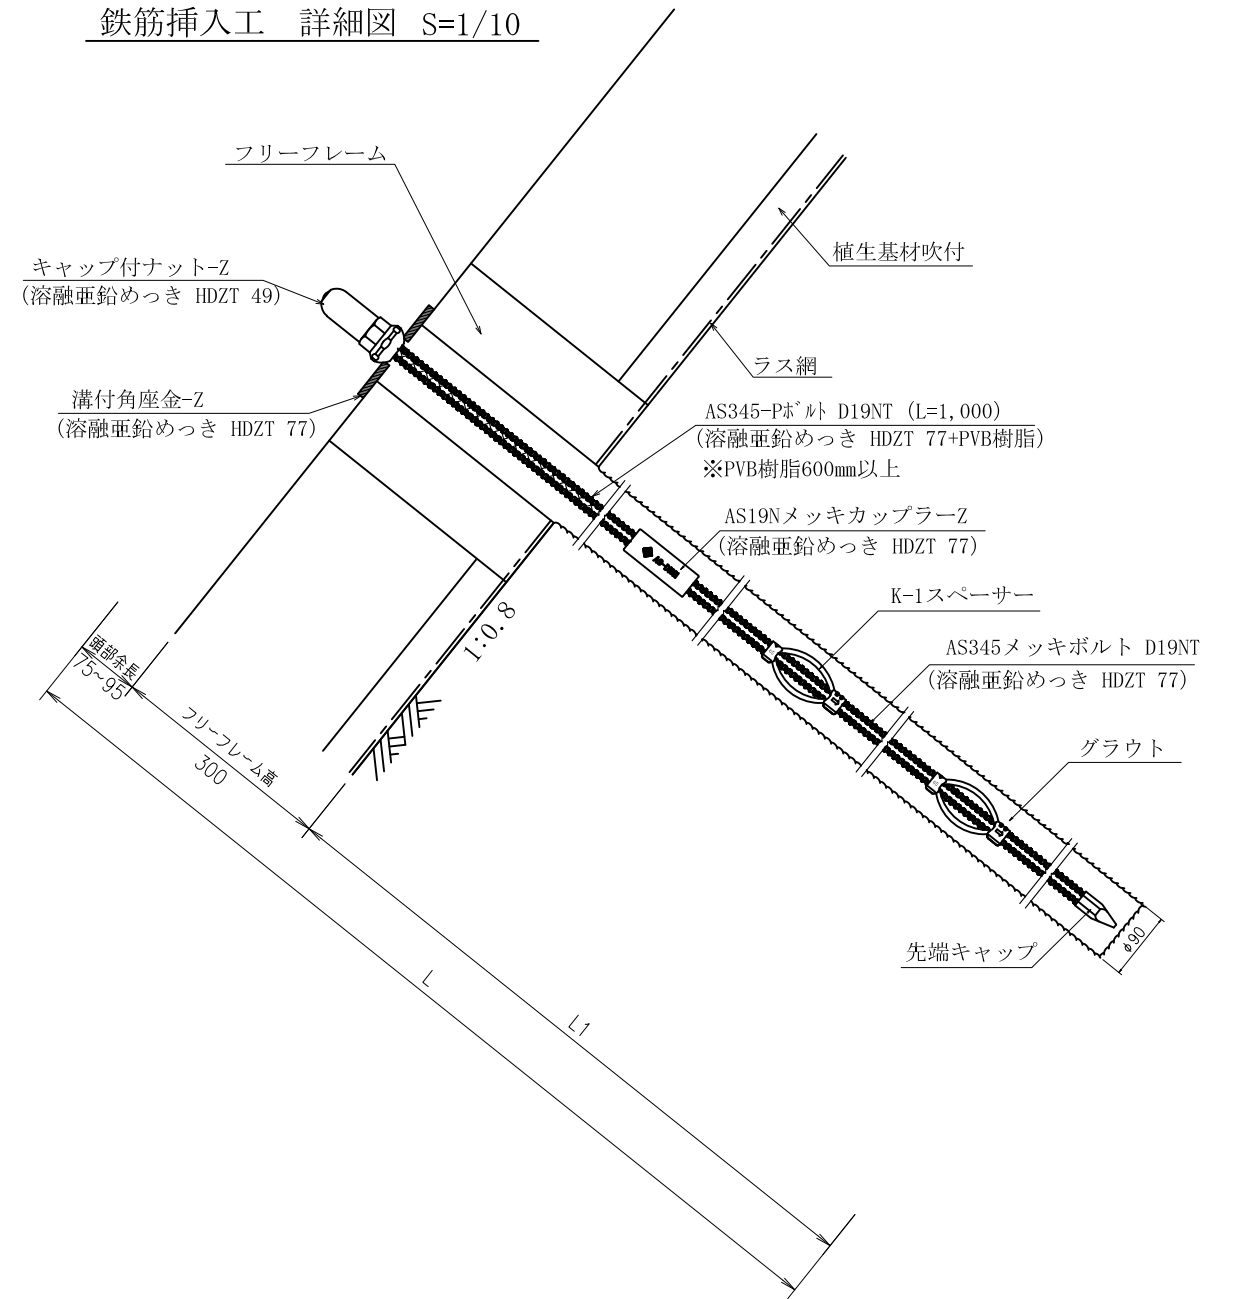 鉄筋挿入工　詳細図　S=1/10
フリーフレーム
植生基材吹付
キャップ付ナット-Z
(溶融亜鉛めっき HDZT 49)
ラス網
溝付角座金-Z
(溶融亜鉛めっき HDZT 77)
AS345-Pﾎﾞﾙﾄ D19NT (L=1,000)
(溶融亜鉛めっき HDZT 77+PVB樹脂)
※PVB樹脂600mm以上
AS19NメッキカップラーZ
(溶融亜鉛めっき HDZT 77)
K-1スペーサー
1:0.8
AS345メッキボルト D19NT
(溶融亜鉛めっき HDZT 77)
頭部余長
75~95
フリーフレーム高
300
グラウト
先端キャップ
φ90
L
L1